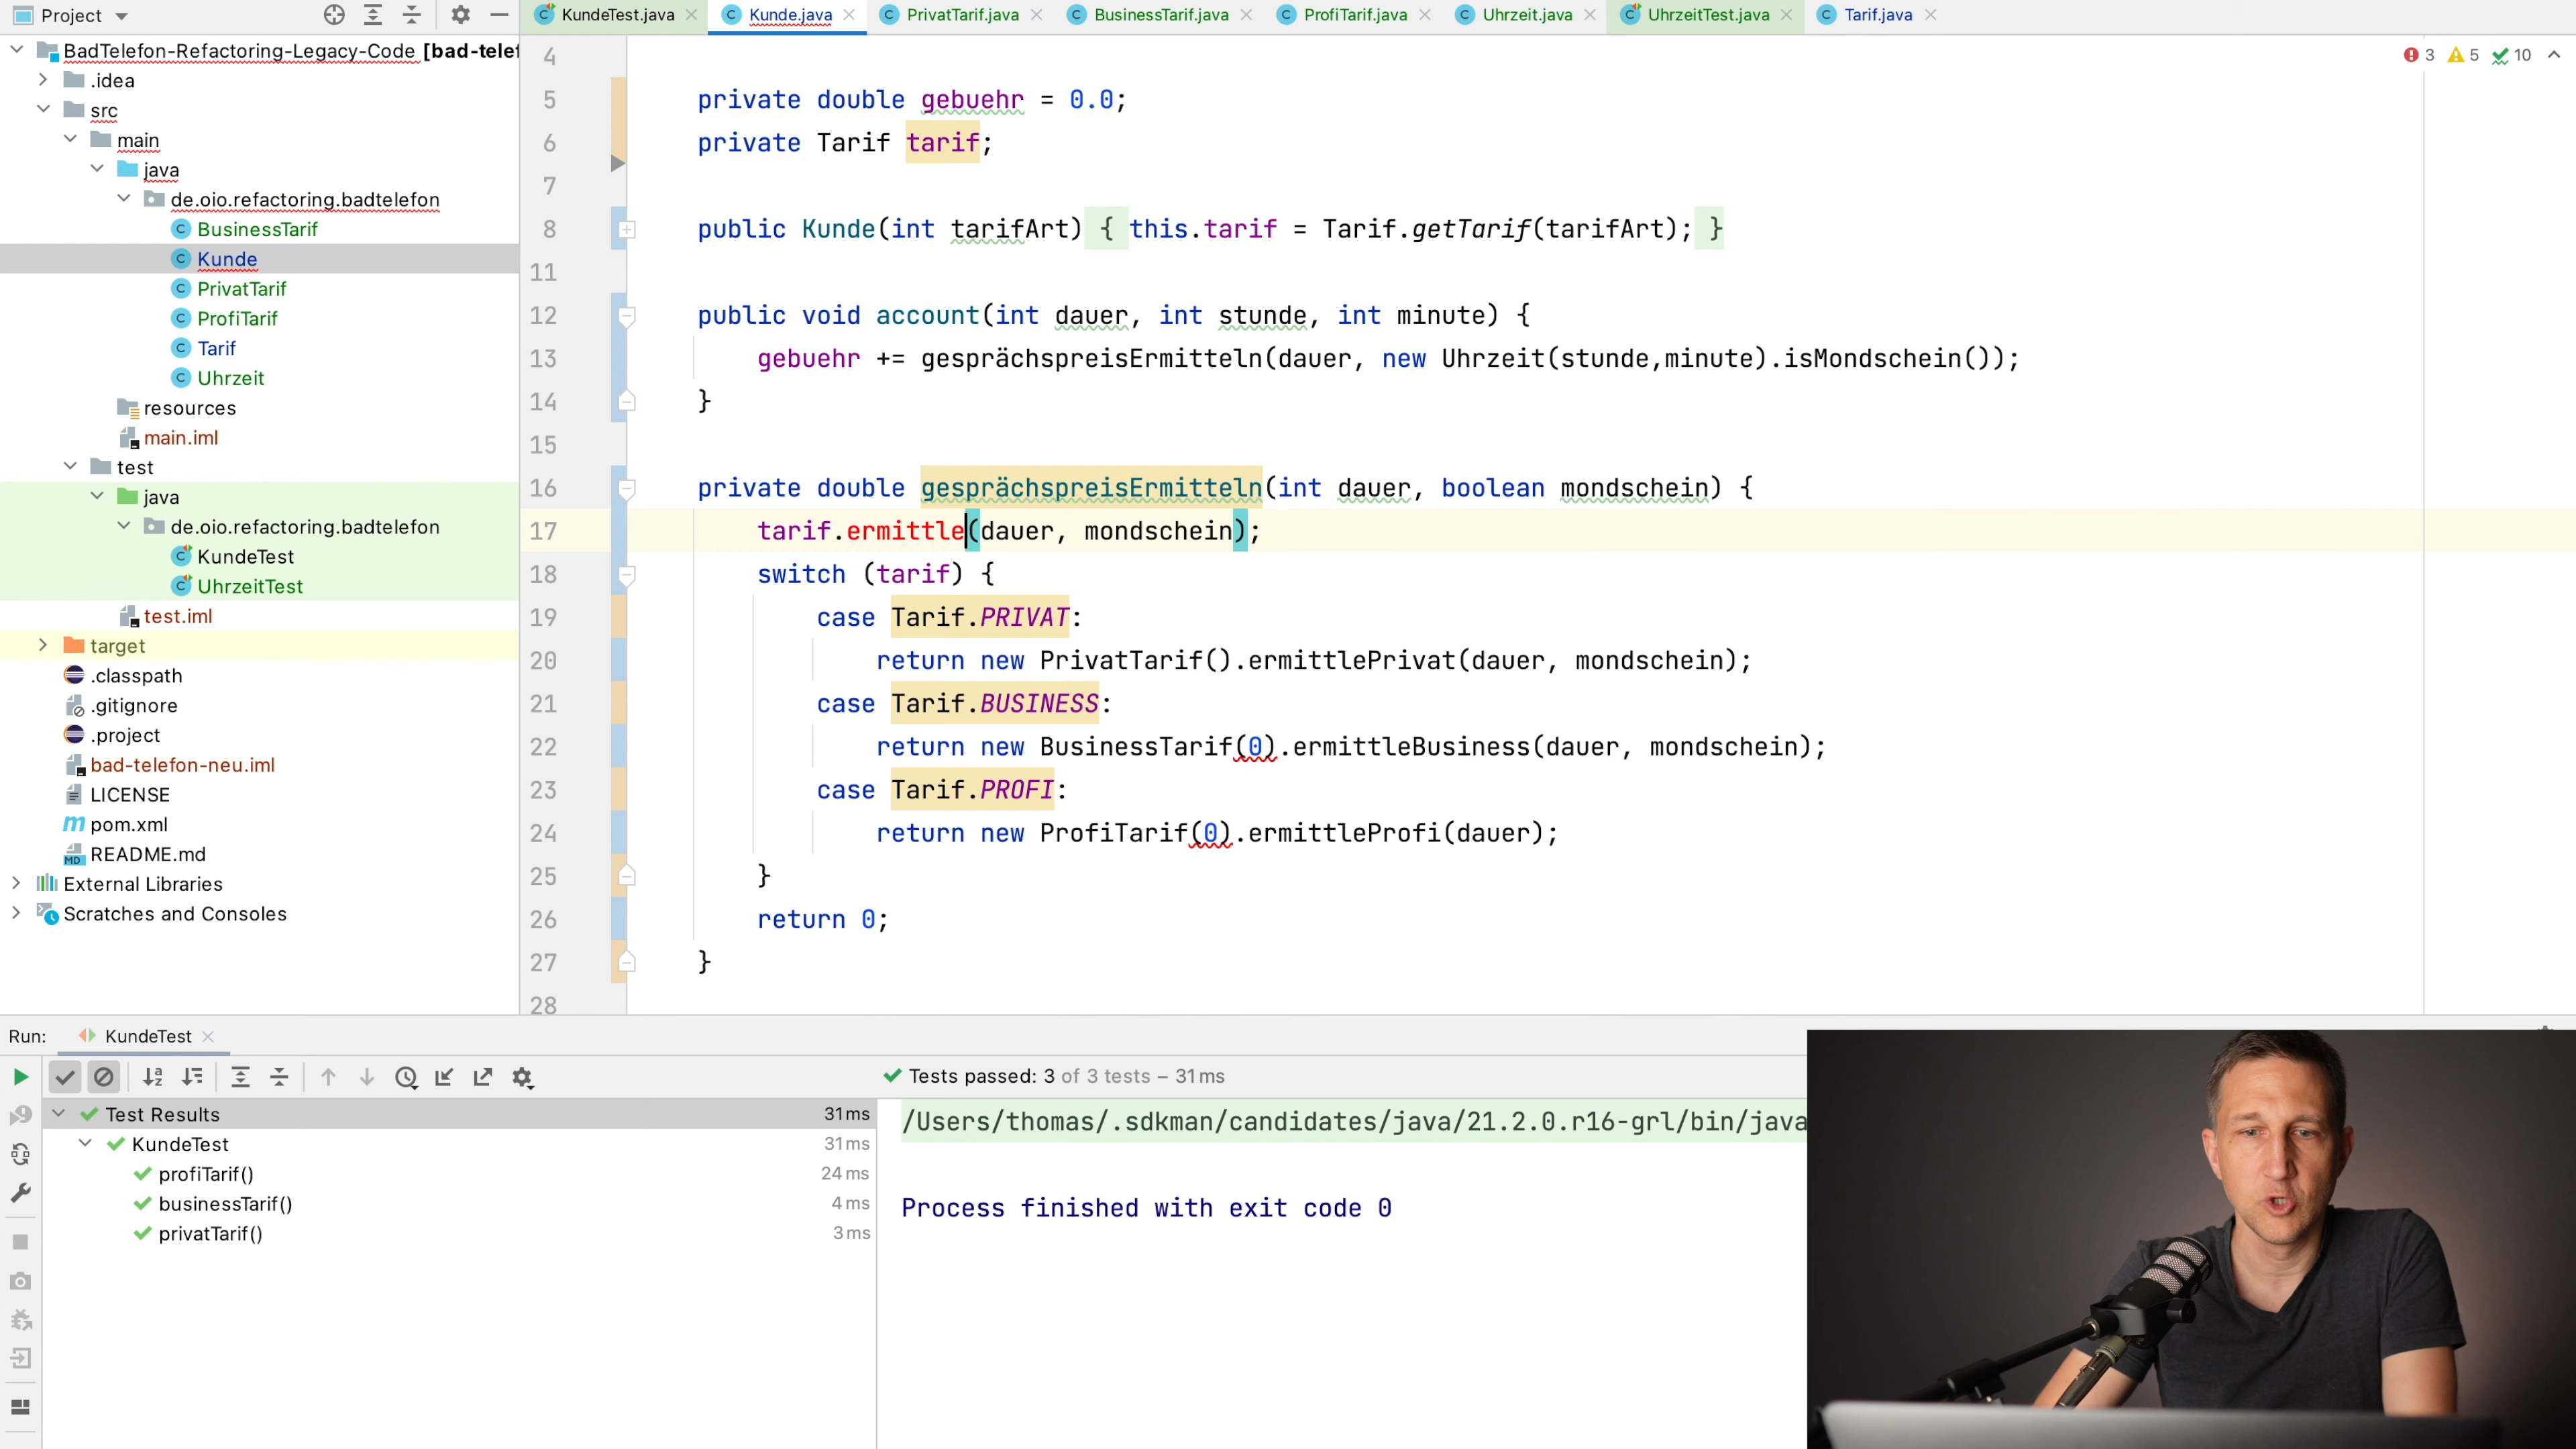 Project
KundeTest.java
Kunde.java
PrivatTarif.java
BusinessTarif.java
ProfiTarif.java
Uhrzeit.java
UhrzeitTest.java
Tarif.java
BadTelefon-Refactoring-Legacy-Code [bad-telef
.idea
src
main
java
de.oio.refactoring.badtelefon
BusinessTarif
Kunde
PrivatTarif
ProfiTarif
Tarif
Uhrzeit
resources
main.iml
test
java
de.oio.refactoring.badtelefon
KundeTest
UhrzeitTest
test.iml
target
.classpath
.gitignore
.project
bad-telefon-neu.iml
LICENSE
pom.xml
README.md
External Libraries
Scratches and Consoles
3 5 10
4
5 private double gebuehr = 0.0;
6 private Tarif tarif;
7
8 public Kunde(int tarifArt) { this.tarif = Tarif.getTarif(tarifArt); }
11
12 public void account(int dauer, int stunde, int minute) {
13 gebuehr += gesprächspreisErmitteln(dauer, new Uhrzeit(stunde,minute).isMondschein());
14 }
15
16 private double gesprächspreisErmitteln(int dauer, boolean mondschein) {
17 tarif.ermittle(dauer, mondschein);
18 switch (tarif) {
19 case Tarif.PRIVAT:
20 return new PrivatTarif().ermittlePrivat(dauer, mondschein);
21 case Tarif.BUSINESS:
22 return new BusinessTarif(0).ermittleBusiness(dauer, mondschein);
23 case Tarif.PROFI:
24 return new ProfiTarif(0).ermittleProfi(dauer);
25 }
26 return 0;
27 }
28
Run: KundeTest
Tests passed: 3 of 3 tests – 31 ms
Test Results 31 ms
KundeTest 31 ms
profiTarif() 24 ms
businessTarif() 4 ms
privatTarif() 3 ms
/Users/thomas/.sdkman/candidates/java/21.2.0.r16-grl/bin/java
Process finished with exit code 0